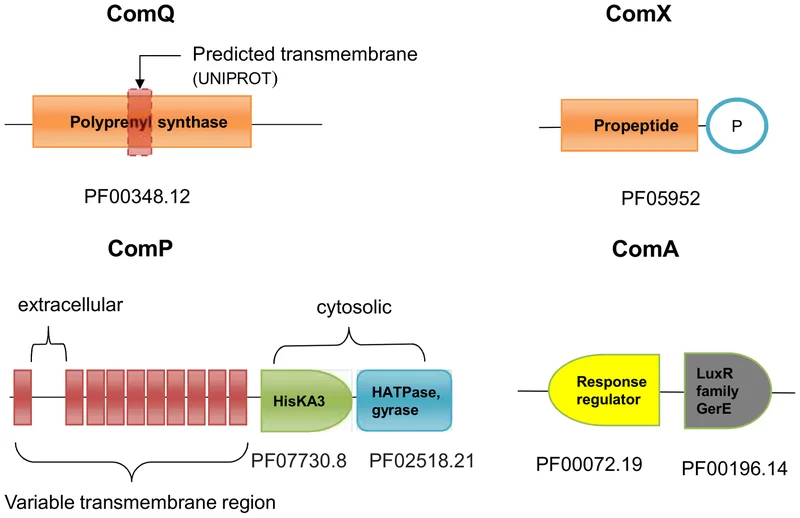 ComQ
Predicted transmembrane
(UNIPROT)
Polyprenyl synthase
PF00348.12
ComX
Propeptide
P
PF05952
ComP
extracellular
cytosolic
HisKA3
HATPase,
gyrase
PF07730.8
PF02518.21
Variable transmembrane region
ComA
Response
regulator
LuxR
family
GerE
PF00072.19
PF00196.14